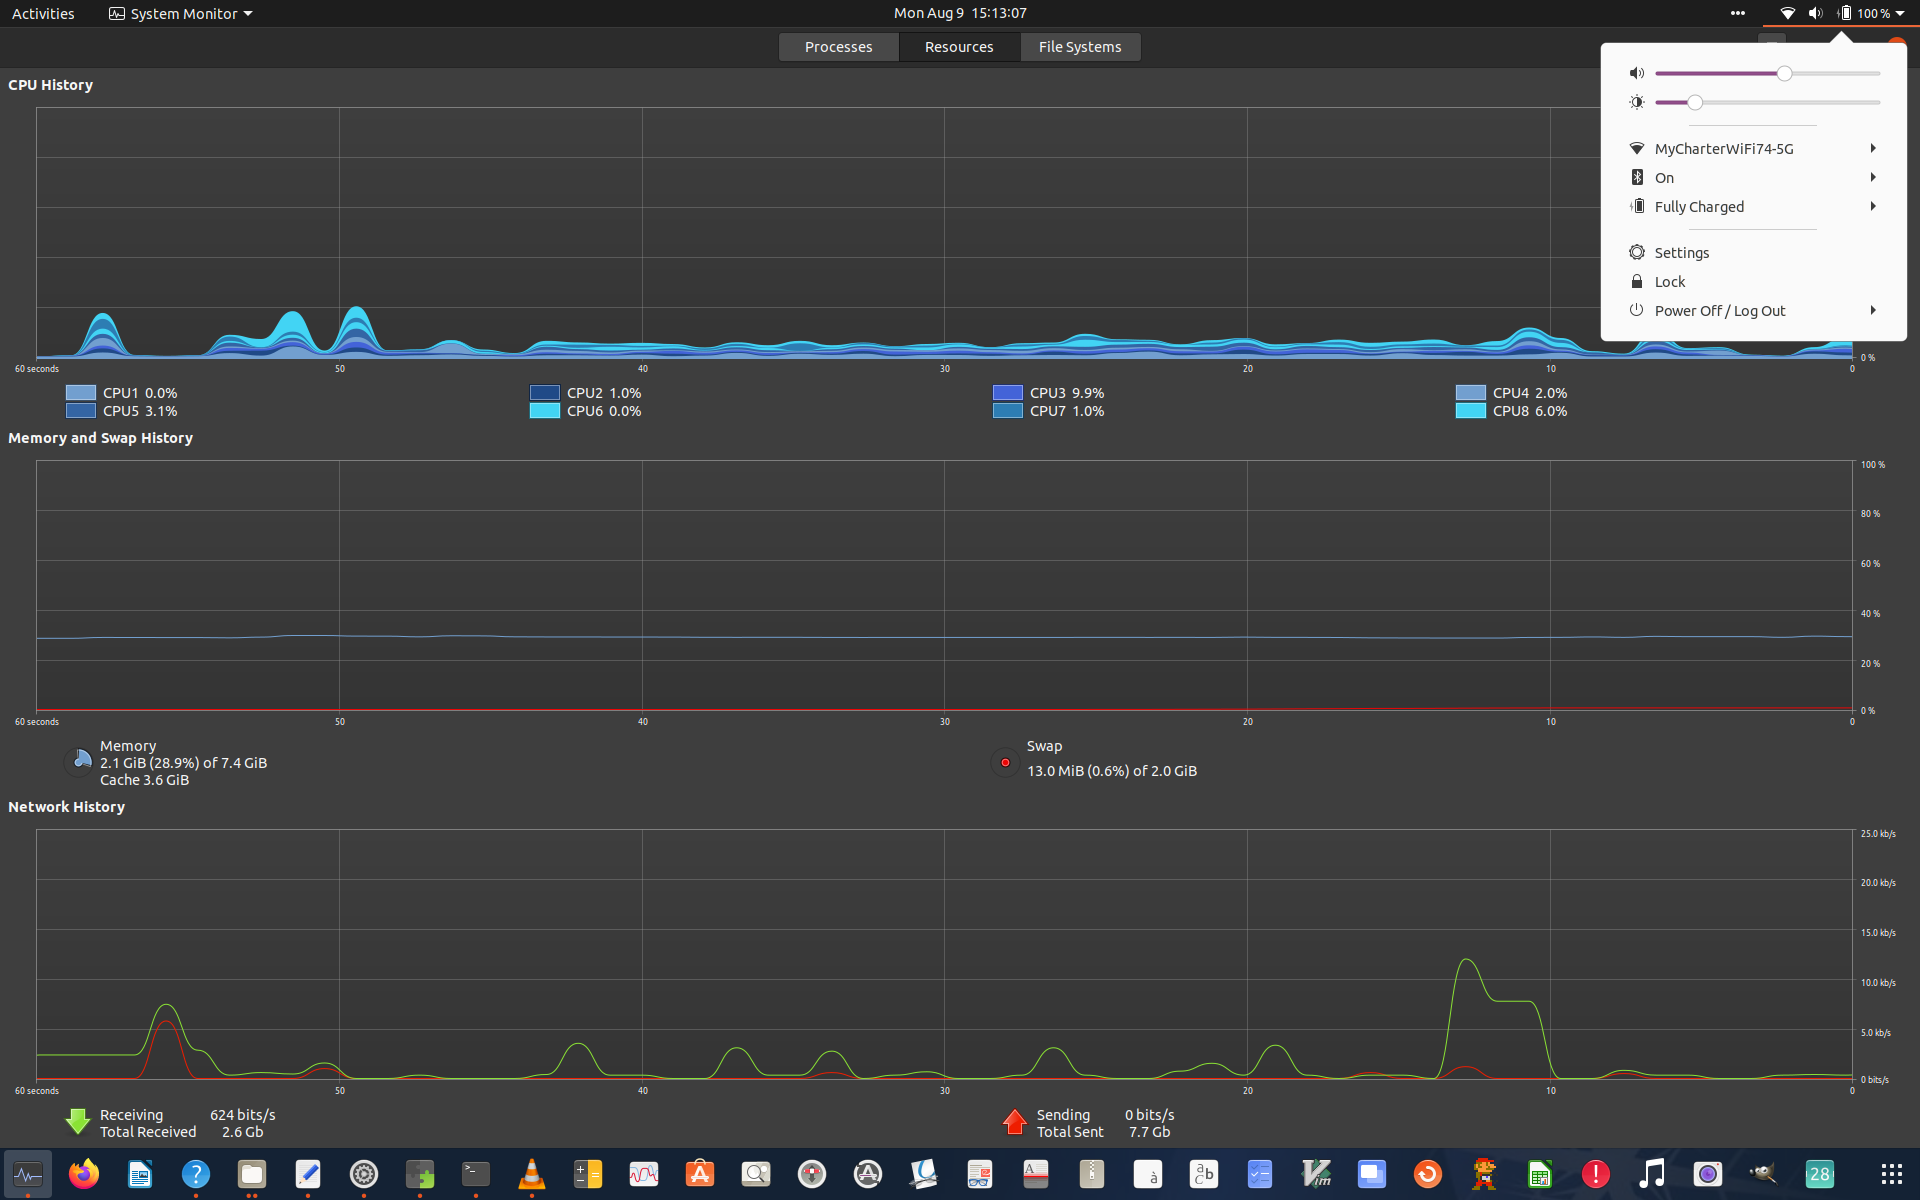 Activities
System Monitor
Mon Aug 9 15:13:07
100 %
Processes
Resources
File Systems
CPU History
MyCharterWiFi74-5G
On
Fully Charged
Settings
Lock
Power Off / Log Out
0 %
60 seconds 50 40 30 20 10 0
CPU1 0.0% CPU2 1.0% CPU3 9.9% CPU4 2.0%
CPU5 3.1% CPU6 0.0% CPU7 1.0% CPU8 6.0%
Memory and Swap History
100 %
80 %
60 %
40 %
20 %
0 %
60 seconds 50 40 30 20 10 0
Memory
2.1 GiB (28.9%) of 7.4 GiB
Cache 3.6 GiB
Swap
13.0 MiB (0.6%) of 2.0 GiB
Network History
25.0 kb/s
20.0 kb/s
15.0 kb/s
10.0 kb/s
5.0 kb/s
0 bits/s
60 seconds 50 40 30 20 10 0
Receiving 624 bits/s
Total Received 2.6 Gb
Sending 0 bits/s
Total Sent 7.7 Gb
?
>_
A
à
a b c
Vim
!
28